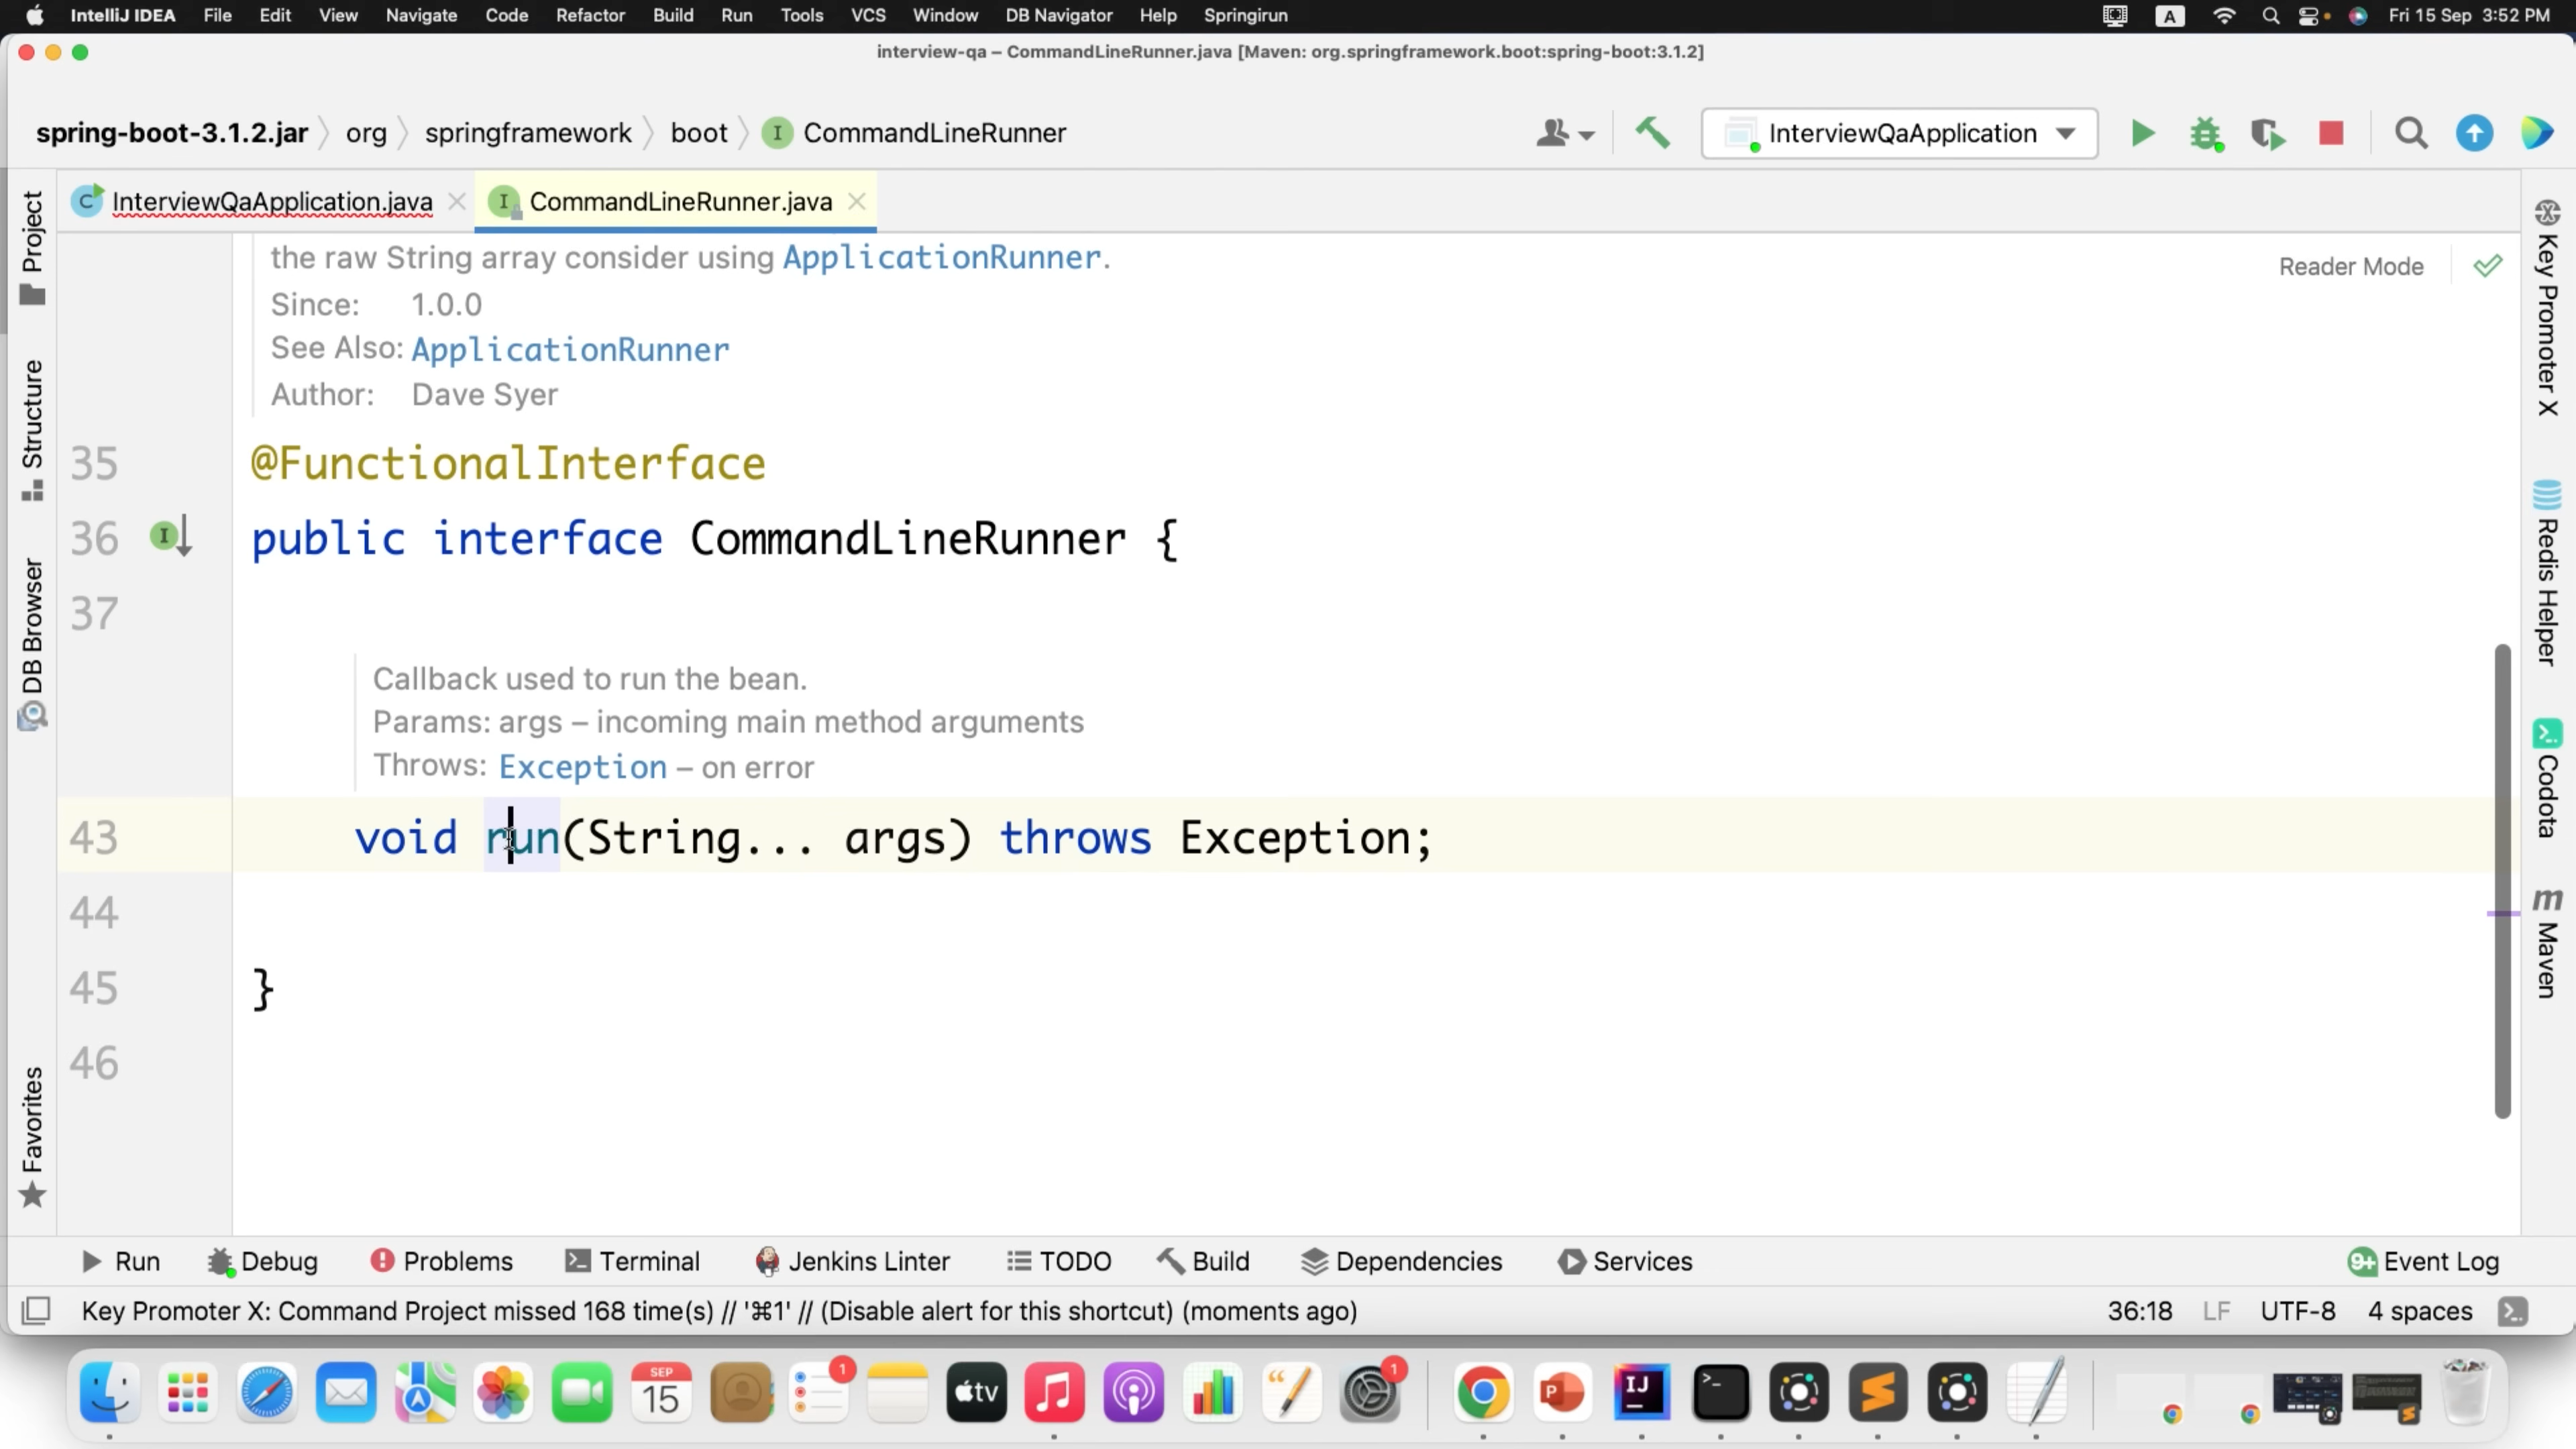 IntelliJ IDEA File Edit View Navigate Code Refactor Build Run Tools VCS Window DB Navigator Help Springirun A Fri 15 Sep 3:52 PM
interview-qa – CommandLineRunner.java [Maven: org.springframework.boot:spring-boot:3.1.2]
spring-boot-3.1.2.jar org springframework boot I CommandLineRunner InterviewQaApplication
C InterviewQaApplication.java I CommandLineRunner.java
the raw String array consider using ApplicationRunner.
Reader Mode
Since: 1.0.0
See Also: ApplicationRunner
Author: Dave Syer
35 @FunctionalInterface
36 I public interface CommandLineRunner {
37
Callback used to run the bean.
Params: args – incoming main method arguments
Throws: Exception – on error
43 void run(String... args) throws Exception;
44
45 }
46
Project
Structure
DB Browser
Favorites
Key Promoter X
Redis Helper
Codota
m Maven
Run Debug Problems Terminal Jenkins Linter TODO Build Dependencies Services 9+ Event Log
Key Promoter X: Command Project missed 168 time(s) // '⌘1' // (Disable alert for this shortcut) (moments ago) 36:18 LF UTF-8 4 spaces
SEP
15
1
tv
1
P
IJ